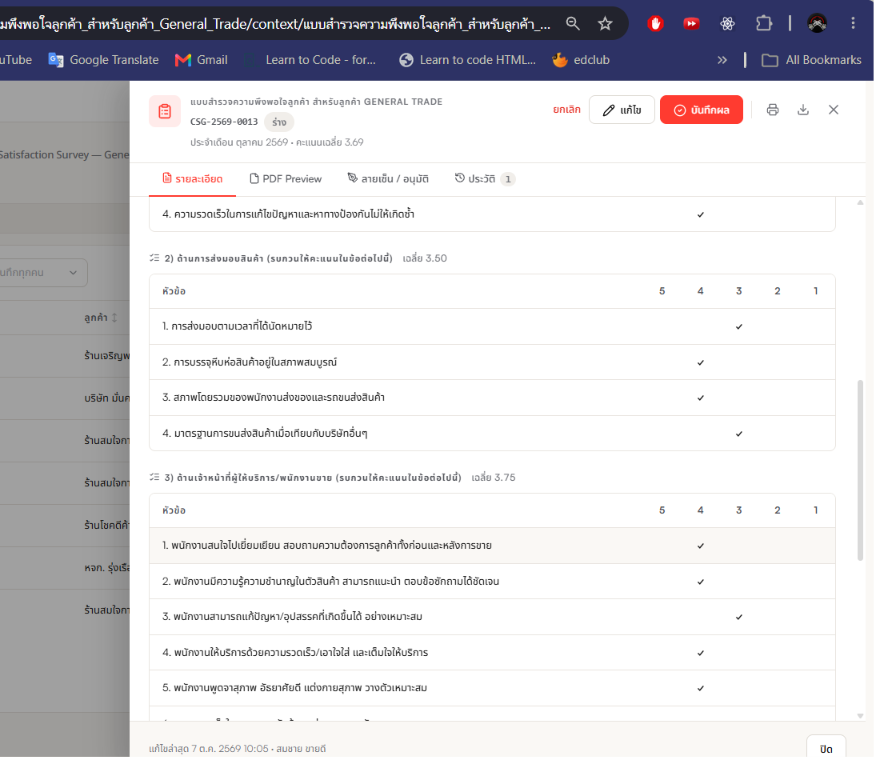 มพึงพอใจลูกค้า_สำหรับลูกค้า_General_Trade/context/แบบสำรวจความพึงพอใจลูกค้า_สำหรับลูกค้า_...
uTube Google Translate Gmail Learn to Code - for... Learn to code HTML... edclub » All Bookmarks
แบบสำรวจความพึงพอใจลูกค้า สำหรับลูกค้า GENERAL TRADE
CSG-2569-0013 ร่าง
ยกเลิก แก้ไข บันทึกผล
ประจำเดือน ตุลาคม 2569 • คะแนนเฉลี่ย 3.69
Satisfaction Survey — Gene
รายละเอียด PDF Preview ลายเซ็น / อนุมัติ ประวัติ 1
4. ความรวดเร็วในการแก้ไขปัญหาและหาทางป้องกันไม่ให้เกิดซ้ำ ✓
2) ด้านการส่งมอบสินค้า (รบกวนให้คะแนนในข้อต่อไปนี้) เฉลี่ย 3.50
นทึกทุกคน
หัวข้อ 5 4 3 2 1
ลูกค้า
1. การส่งมอบตามเวลาที่ได้นัดหมายไว้ ✓
ร้านเจริญพ
2. การบรรจุหีบห่อสินค้าอยู่ในสภาพสมบูรณ์ ✓
บริษัท มั่นค
3. สภาพโดยรวมของพนักงานส่งของและรถขนส่งสินค้า ✓
ร้านสมใจกา
4. มาตรฐานการขนส่งสินค้าเมื่อเทียบกับบริษัทอื่นๆ ✓
ร้านสมใจกา
3) ด้านเจ้าหน้าที่ผู้ให้บริการ/พนักงานขาย (รบกวนให้คะแนนในข้อต่อไปนี้) เฉลี่ย 3.75
หัวข้อ 5 4 3 2 1
ร้านโชคดีค้า
1. พนักงานสนใจไปเยี่ยมเยียน สอบถามความต้องการลูกค้าทั้งก่อนและหลังการขาย ✓
หจก. รุ่งเรือ
2. พนักงานมีความรู้ความชำนาญในตัวสินค้า สามารถแนะนำ ตอบข้อซักถามได้ชัดเจน ✓
ร้านสมใจกา
3. พนักงานสามารถแก้ปัญหา/อุปสรรคที่เกิดขึ้นได้ อย่างเหมาะสม ✓
4. พนักงานให้บริการด้วยความรวดเร็ว/เอาใจใส่ และเต็มใจให้บริการ ✓
5. พนักงานพูดจาสุภาพ อัธยาศัยดี แต่งกายสุภาพ วางตัวเหมาะสม ✓
แก้ไขล่าสุด 7 ต.ค. 2569 10:05 • สมชาย ขายดี
ปิด